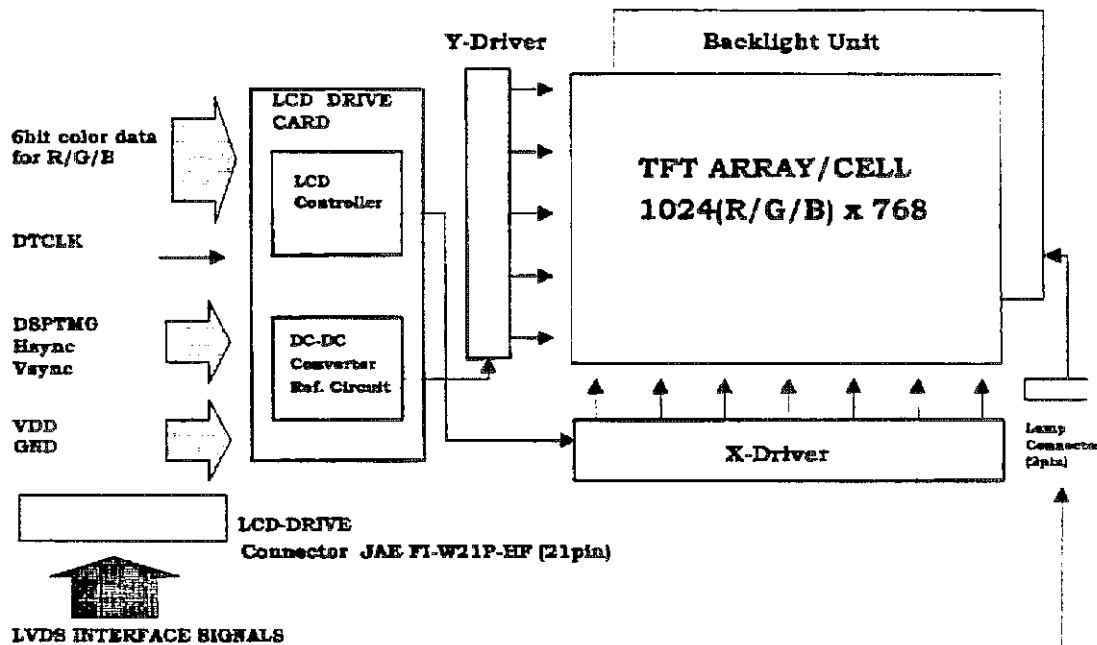 Y-Driver
Backlight Unit
LCD DRIVE
CARD
6bit color data
for R/G/B
LCD
Controller
TFT ARRAY/CELL
1024(R/G/B) x 768
DTCLK
DSPTMG
Hsync
Vsync
DC-DC
Converter
Ref. Circuit
VDD
GND
X-Driver
Lamp
Connector
(2pin)
LCD-DRIVE
Connector JAE FI-W21P-HF (21pin)
LVDS INTERFACE SIGNALS